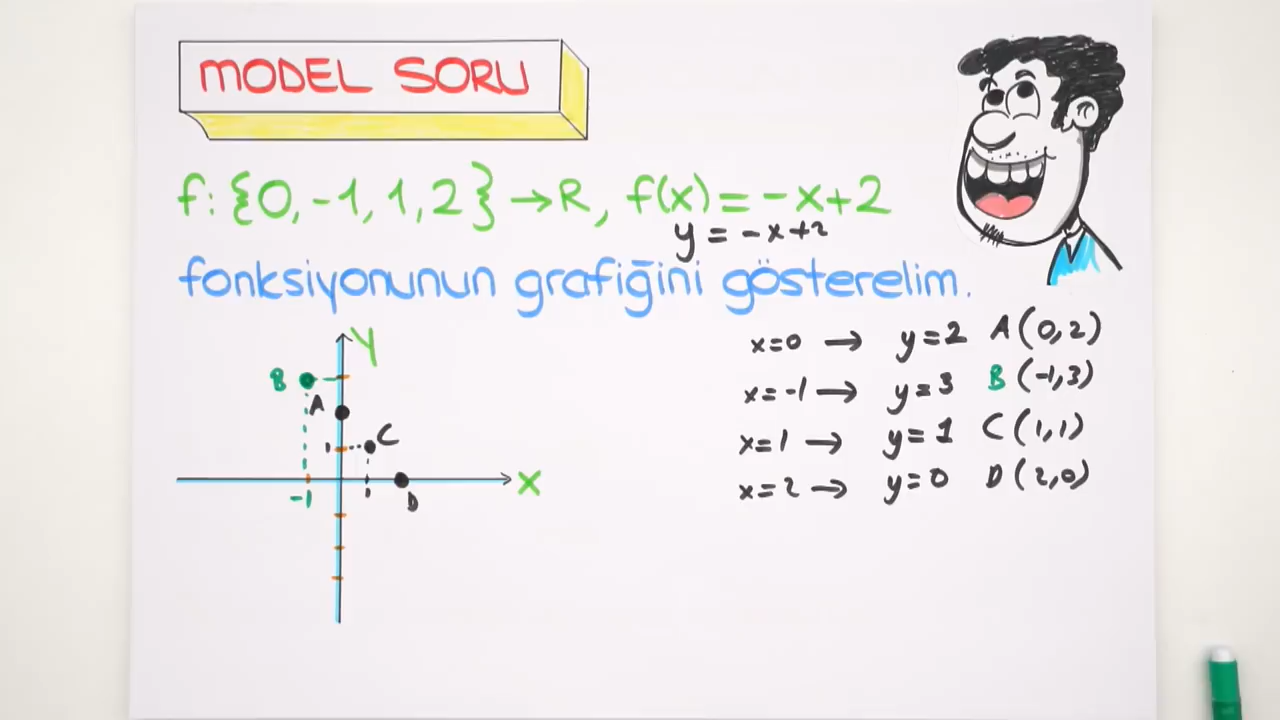 MODEL SORU
f: {0, -1, 1, 2} → R, f(x) = -x+2
y = -x+2
fonksiyonunun grafiğini gösterelim.
x=0 → y=2 A(0,2)
x=-1 → y=3 B(-1,3)
x=1 → y=1 C(1,1)
x=2 → y=0 D(2,0)
Y
B
A
1 C
X
-1 1 D